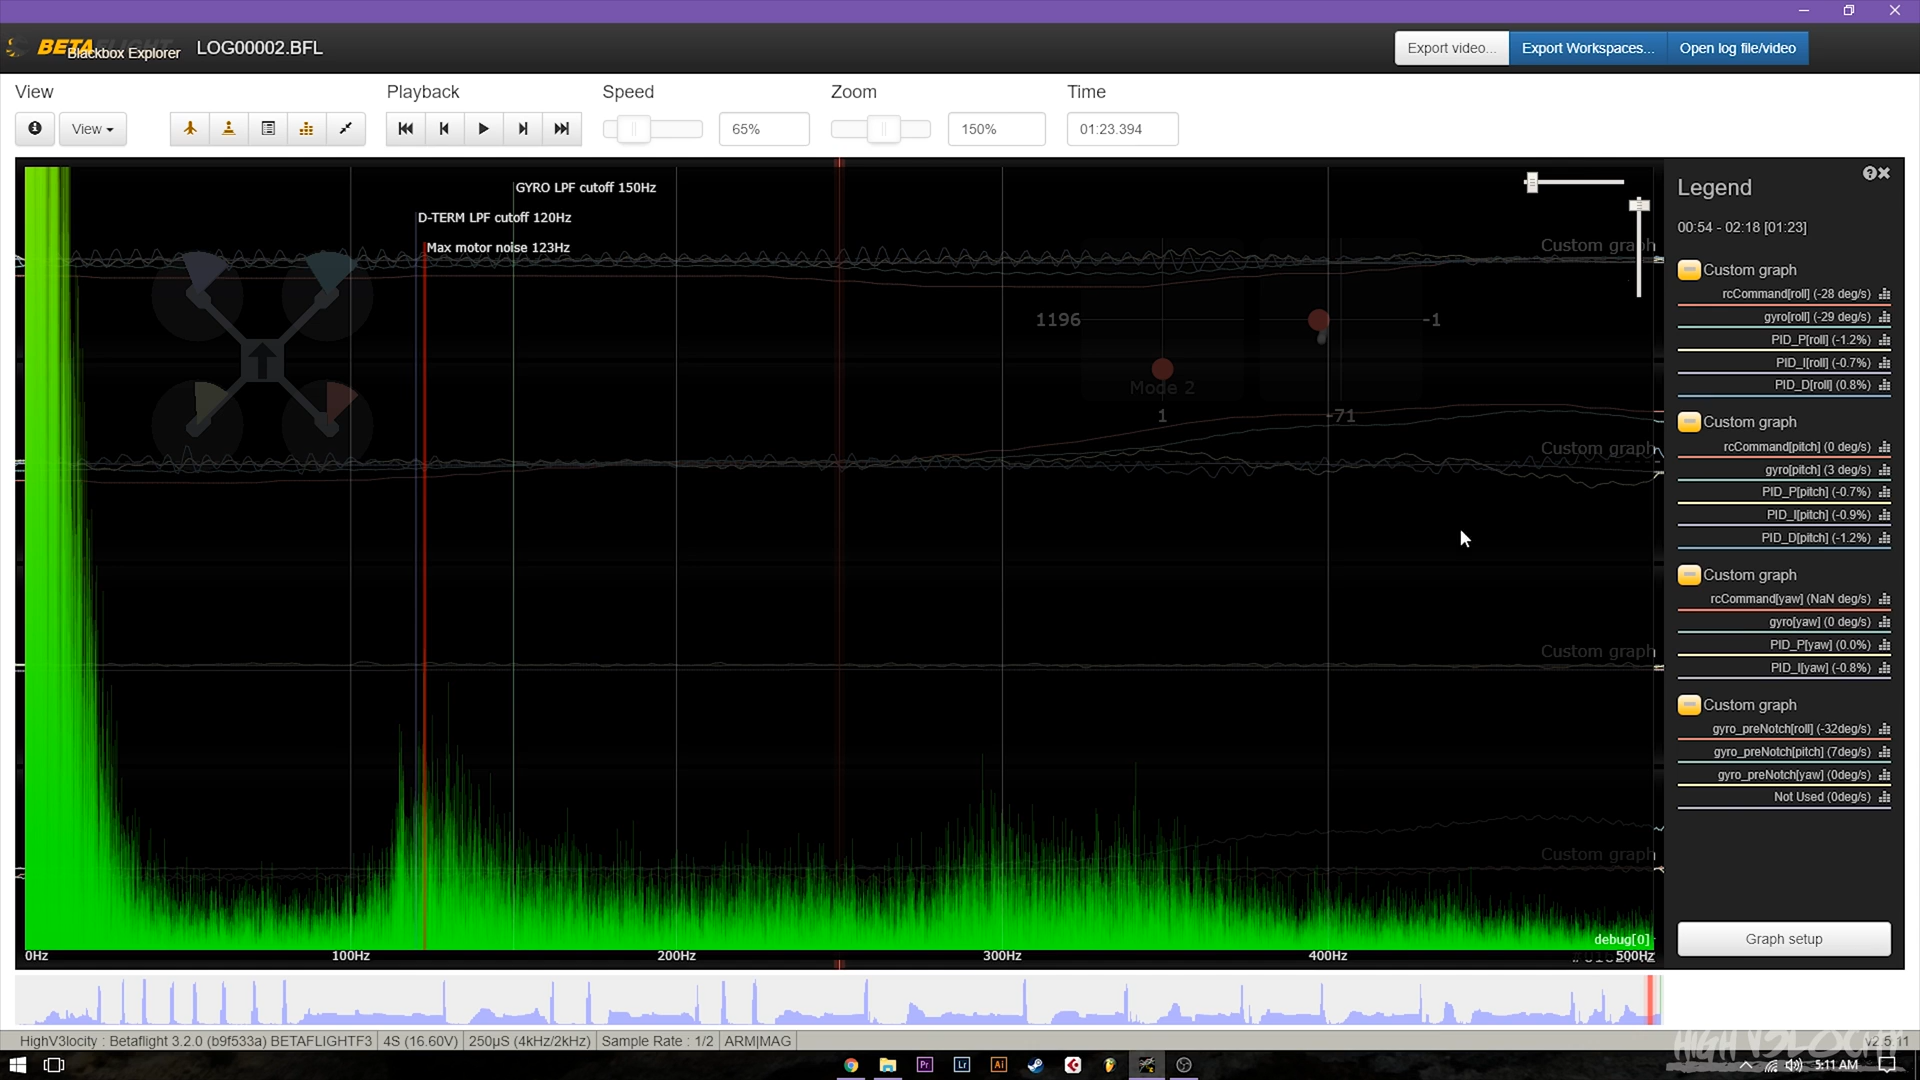 BETAFLIGHT
Blackbox Explorer
LOG00002.BFL
Export video...
Export Workspaces...
Open log file/video
View
Playback
Speed
Zoom
Time
View
65%
150%
01:23.394
GYRO LPF cutoff 150Hz
D-TERM LPF cutoff 120Hz
Max motor noise 123Hz
Custom graph
1196
-1
Mode 2
1
-71
Custom graph
Custom graph
Custom graph
debug[0]
0Hz
100Hz
200Hz
300Hz
400Hz
500Hz
Legend
00:54 - 02:18 [01:23]
Custom graph
rcCommand[roll] (-28 deg/s)
gyro[roll] (-29 deg/s)
PID_P[roll] (-1.2%)
PID_I[roll] (-0.7%)
PID_D[roll] (0.8%)
Custom graph
rcCommand[pitch] (0 deg/s)
gyro[pitch] (3 deg/s)
PID_P[pitch] (-0.7%)
PID_I[pitch] (-0.9%)
PID_D[pitch] (-1.2%)
Custom graph
rcCommand[yaw] (NaN deg/s)
gyro[yaw] (0 deg/s)
PID_P[yaw] (0.0%)
PID_I[yaw] (-0.8%)
Custom graph
gyro_preNotch[roll] (-32deg/s)
gyro_preNotch[pitch] (7deg/s)
gyro_preNotch[yaw] (0deg/s)
Not Used (0deg/s)
Graph setup
HighV3locity : Betaflight 3.2.0 (b9f533a) BETAFLIGHTF3
4S (16.60V)
250µS (4kHz/2kHz)
Sample Rate : 1/2
ARM|MAG
v2.5.11
HIGH V3LOCITY
Pr
Lr
Ai
5:11 AM